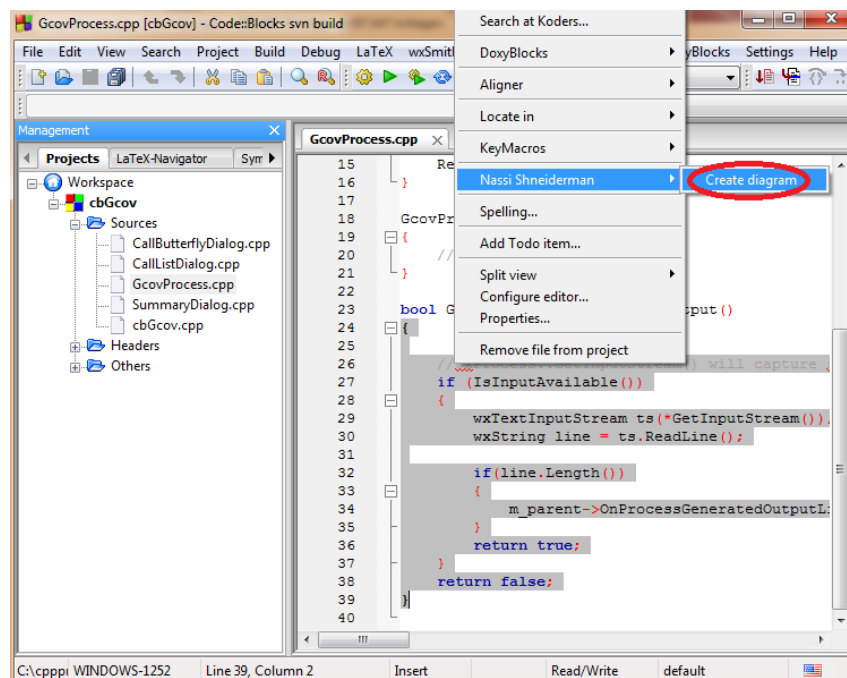 GcovProcess.cpp [cbGcov] - Code::Blocks svn build
File Edit View Search Project Build Debug LaTeX wxSmit yBlocks Settings Help
Management
Projects LaTeX-Navigator Sym
Workspace
cbGcov
Sources
CallButterflyDialog.cpp
CallListDialog.cpp
GcovProcess.cpp
SummaryDialog.cpp
cbGcov.cpp
Headers
Others
GcovProcess.cpp
15 Re
16 }
17
18 GcovPr
19 {
20 //
21 }
22
23 bool G put()
24 {
25
26 will capture
27 if (IsInputAvailable())
28 {
29 wxTextInputStream ts(*GetInputStream())
30 wxString line = ts.ReadLine();
31
32 if(line.Length())
33 {
34 m_parent->OnProcessGeneratedOutputLi
35 }
36 return true;
37 }
38 return false;
39 }
40
Search at Koders...
DoxyBlocks
Aligner
Locate in
KeyMacros
Nassi Shneiderman
Create diagram
Spelling...
Add Todo item...
Split view
Configure editor...
Properties...
Remove file from project
C:\cpppr WINDOWS-1252 Line 39, Column 2 Insert Read/Write default